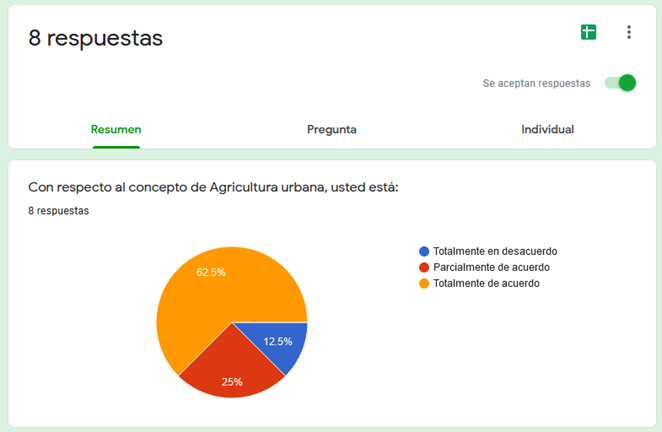 8 respuestas
Se aceptan respuestas
Resumen Pregunta Individual
Con respecto al concepto de Agricultura urbana, usted está:
8 respuestas
Totalmente en desacuerdo
Parcialmente de acuerdo
Totalmente de acuerdo
62.5%
12.5%
25%